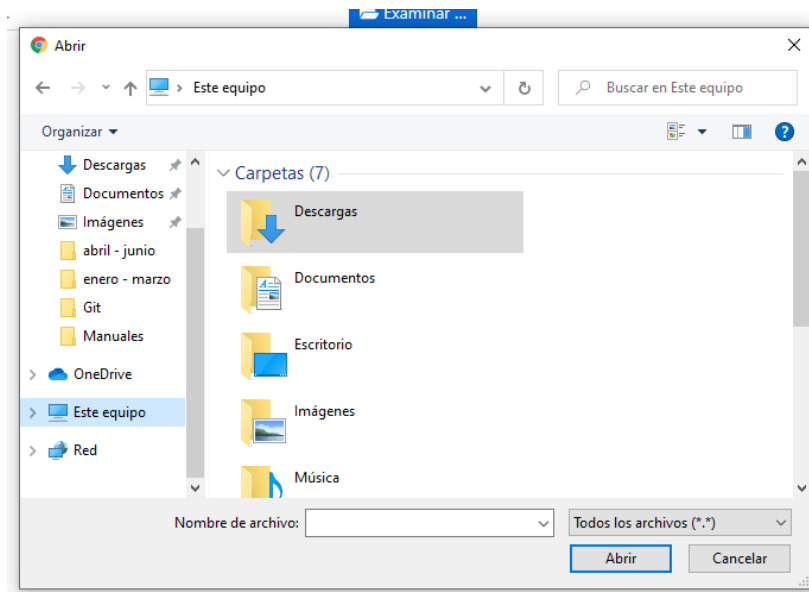 Examinar ...
Abrir
Este equipo
Buscar en Este equipo
Organizar
Descargas
Documentos
Imágenes
abril - junio
enero - marzo
Git
Manuales
OneDrive
Este equipo
Red
Carpetas (7)
Descargas
Documentos
Escritorio
Imágenes
Música
Nombre de archivo:
Todos los archivos (*.*)
Abrir
Cancelar